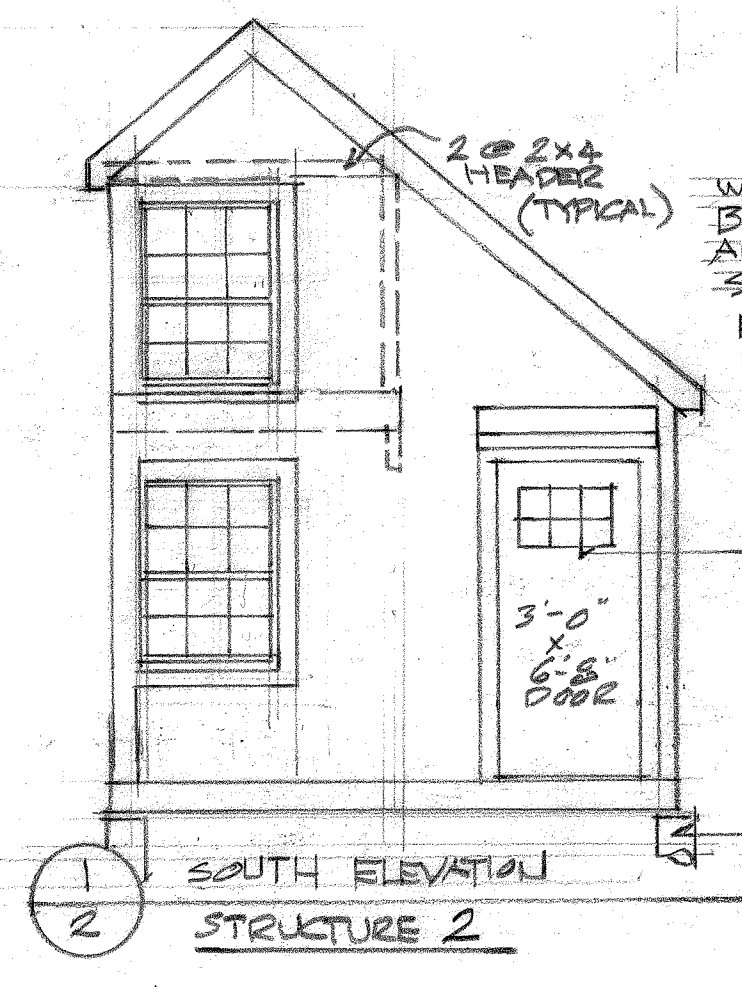 2 @ 2x4
HEADER
(TYPICAL)
W
B
3'-0"
x
6'-8"
DOOR
1
SOUTH ELEVATION
2
STRUCTURE 2